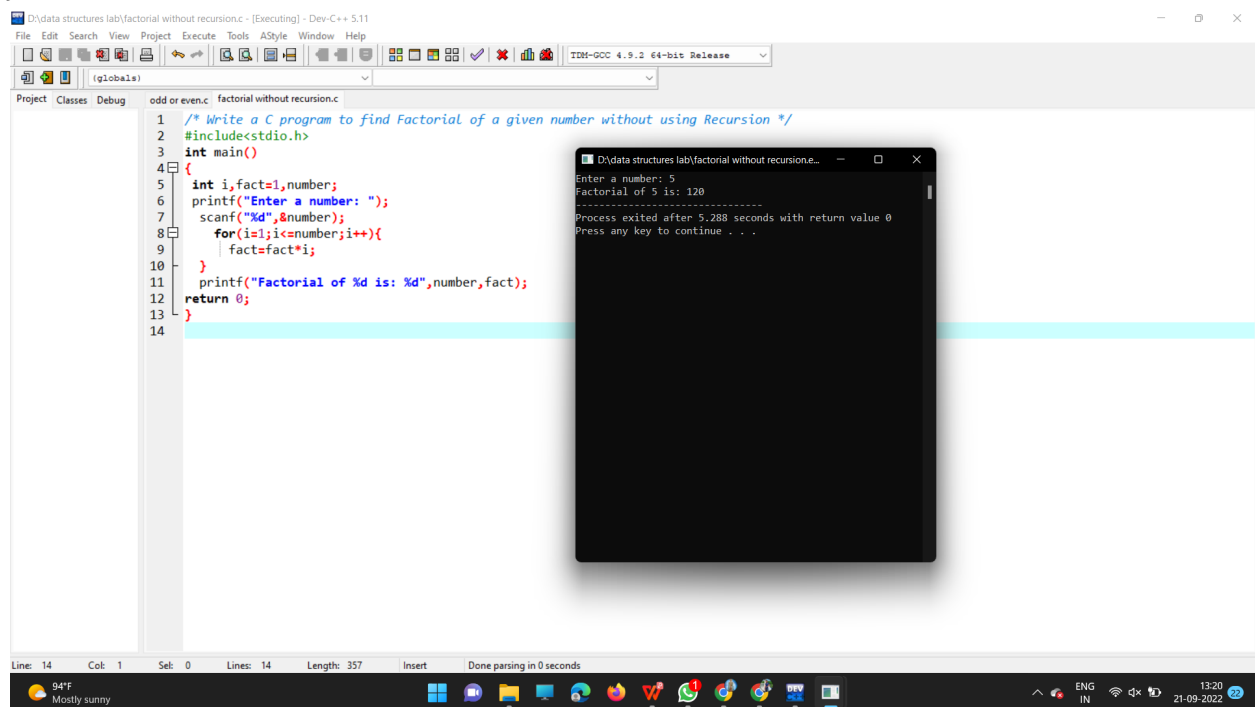 D:\data structures lab\factorial without recursion.c - [Executing] - Dev-C++ 5.11
File Edit Search View Project Execute Tools AStyle Window Help
TDM-GCC 4.9.2 64-bit Release
(globals)
Project Classes Debug
odd or even.c factorial without recursion.c
1 /* Write a C program to find Factorial of a given number without using Recursion */
2 #include<stdio.h>
3 int main()
4 {
5 int i,fact=1,number;
6 printf("Enter a number: ");
7 scanf("%d",&number);
8 for(i=1;i<=number;i++){
9 fact=fact*i;
10 }
11 printf("Factorial of %d is: %d",number,fact);
12 return 0;
13 }
14
D:\data structures lab\factorial without recursion.e...
Enter a number: 5
Factorial of 5 is: 120
--------------------------------
Process exited after 5.288 seconds with return value 0
Press any key to continue . . .
Line: 14 Col: 1 Sel: 0 Lines: 14 Length: 357 Insert Done parsing in 0 seconds
94°F
Mostly sunny
1
DEV
ENG
IN
13:20
21-09-2022
22